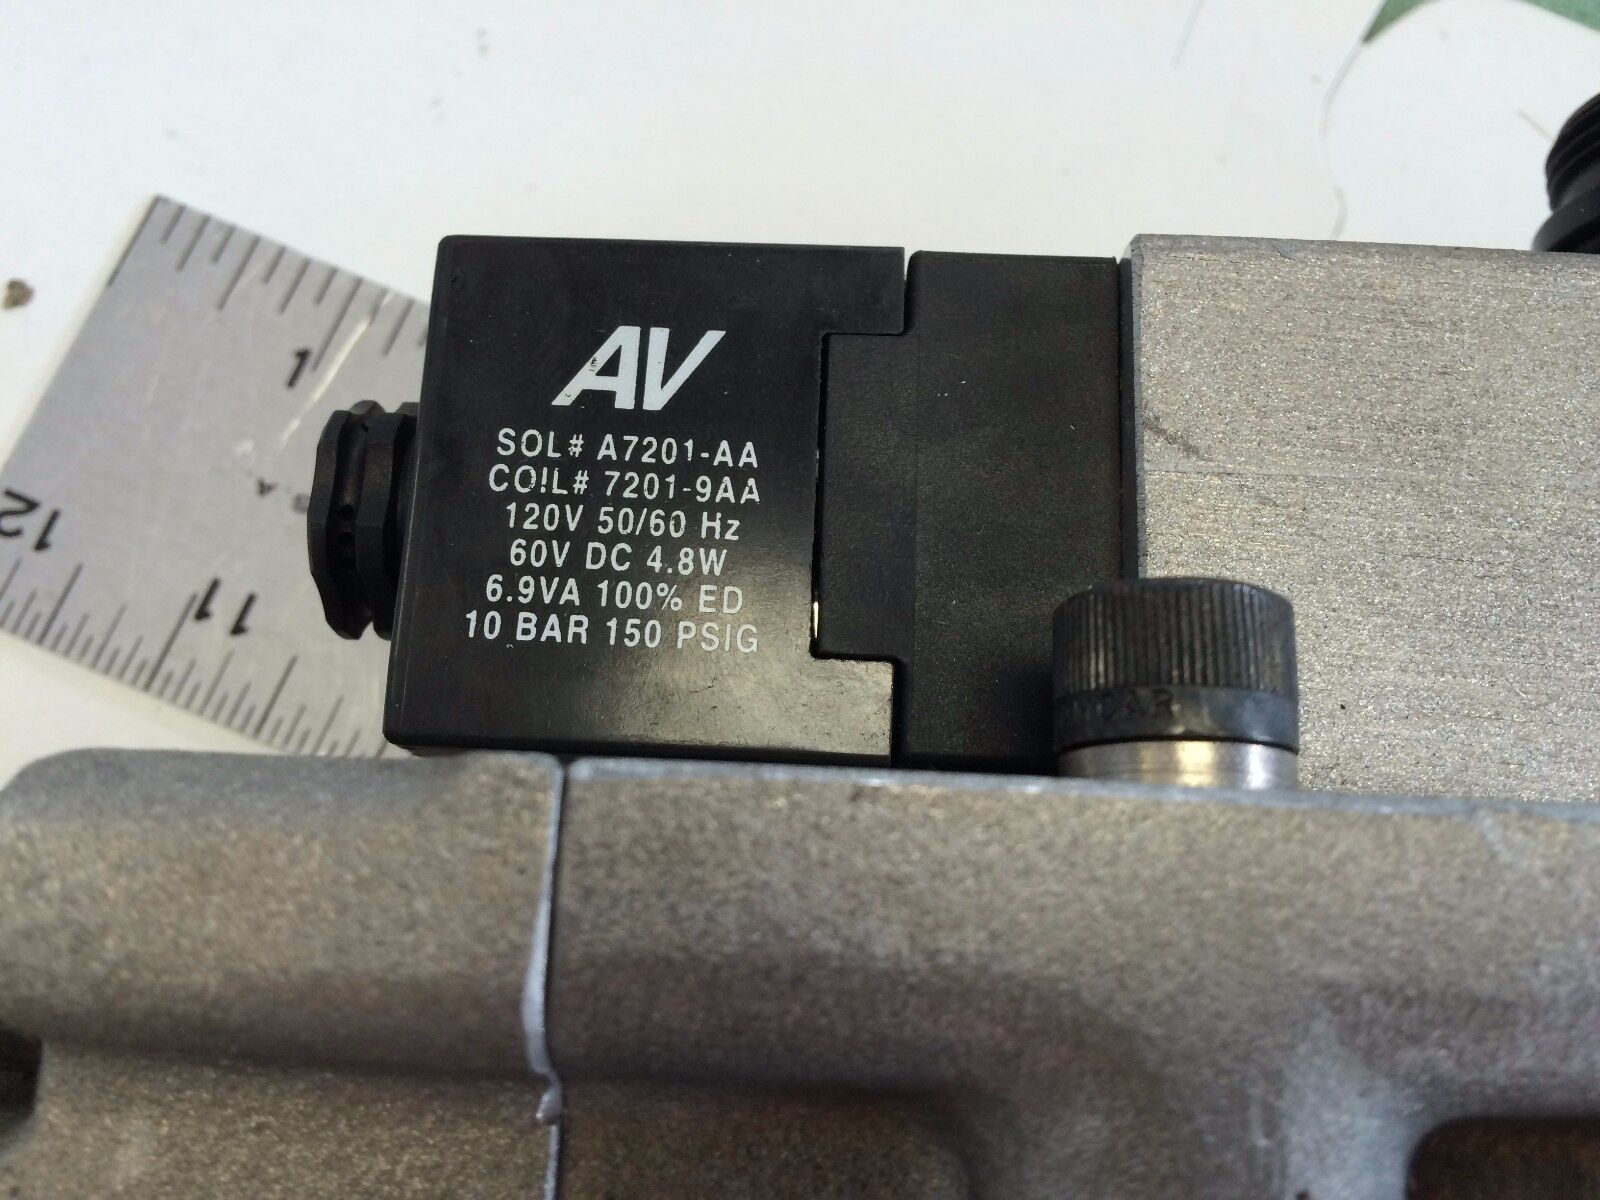 AV
SOL# A7201-AA
COIL# 7201-9AA
120V 50/60 Hz
60V DC 4.8W
6.9VA 100% ED
10 BAR 150 PSIG
1
12
11